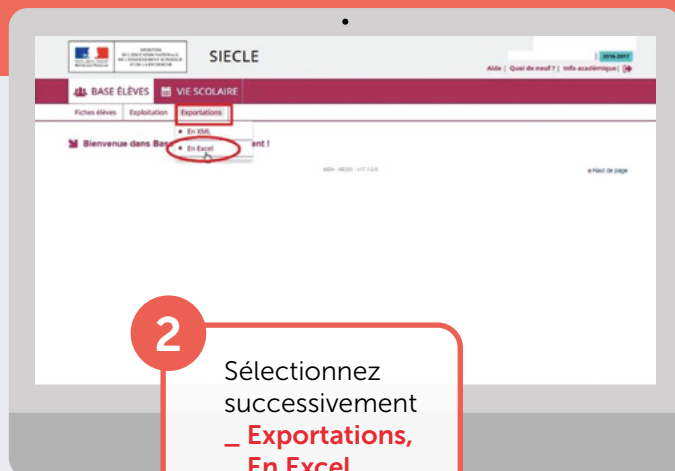 SIECLE
2016-2017
Aide | Quoi de neuf ? | Info académique |
BASE ÉLÈVES VIE SCOLAIRE
Fiches élèves Exploitation Exportations
En XML
En Excel
Bienvenue dans Bas ent !
Haut de page
2
Sélectionnez
successivement
_ Exportations,
En Excel